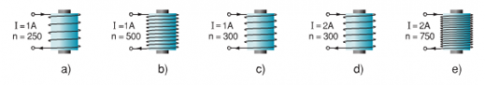 I = 1A
n = 250
I = 1A
n = 500
I = 1A
n = 300
I = 2A
n = 300
I = 2A
n = 750
a)
b)
c)
d)
e)